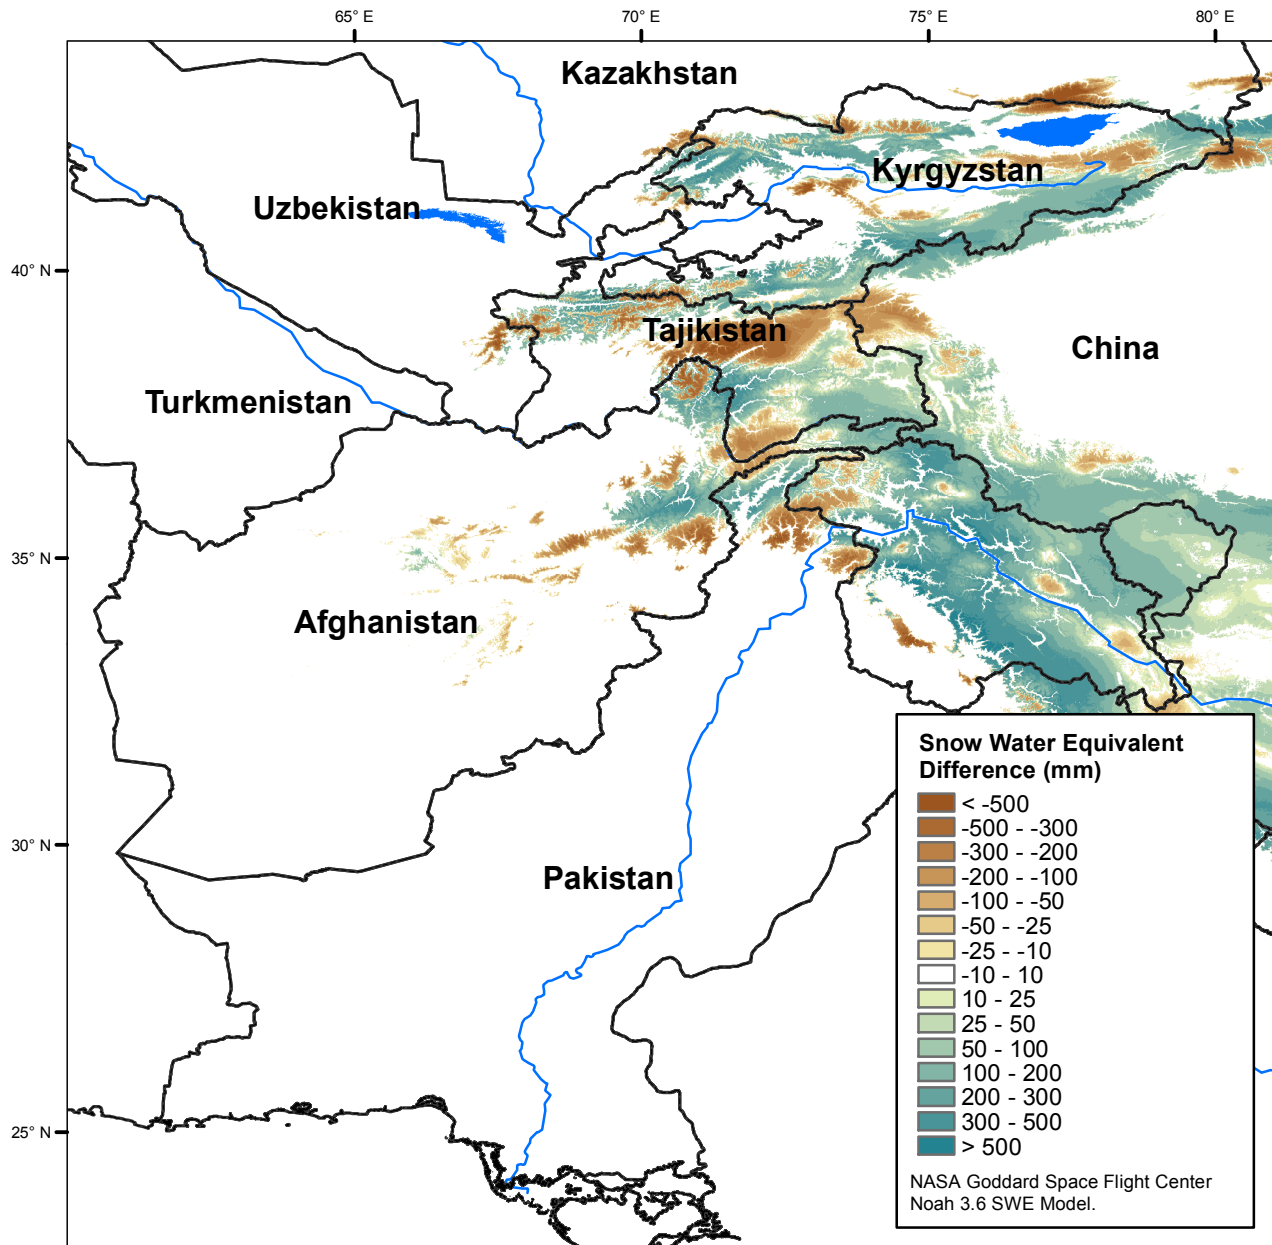 65° E
70° E
75° E
80° E
Kazakhstan
Kyrgyzstan
Uzbekistan
40° N
Tajikistan
China
Turkmenistan
35° N
Afghanistan
30° N
Pakistan
25° N
Snow Water Equivalent
Difference (mm)
< -500
-500 - -300
-300 - -200
-200 - -100
-100 - -50
-50 - -25
-25 - -10
-10 - 10
10 - 25
25 - 50
50 - 100
100 - 200
200 - 300
300 - 500
> 500
NASA Goddard Space Flight Center
Noah 3.6 SWE Model.